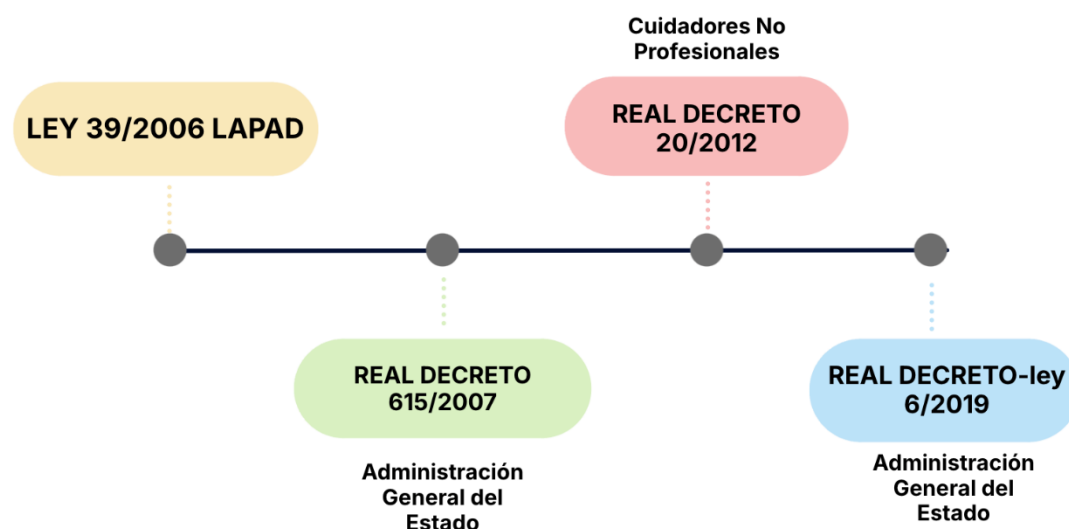 Cuidadores No
Profesionales
LEY 39/2006 LAPAD
REAL DECRETO
20/2012
REAL DECRETO
615/2007
Administración
General del
Estado
REAL DECRETO-ley
6/2019
Administración
General del
Estado